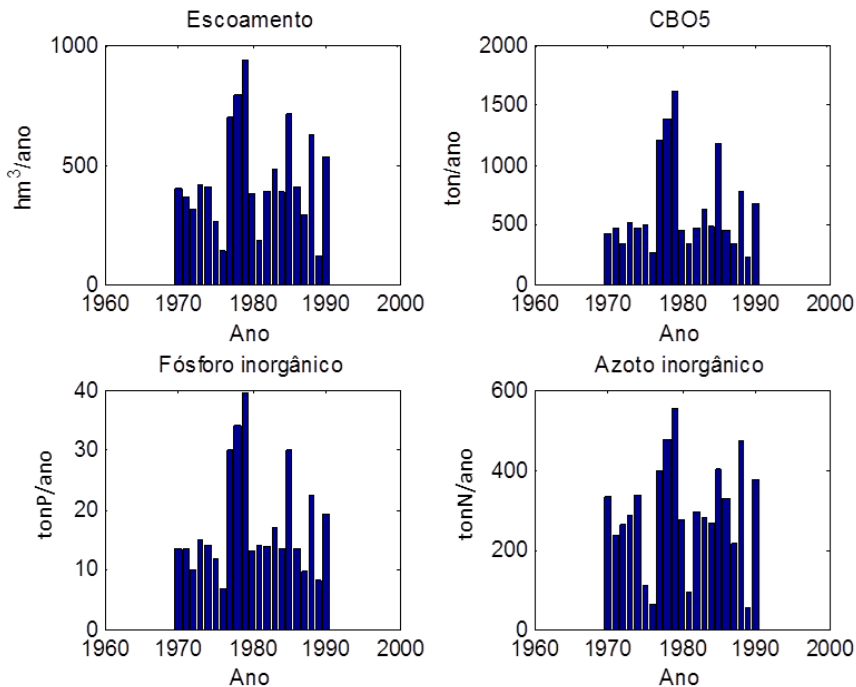 Escoamento
hm³/ano
1000
500
0
1960 1970 1980 1990 2000
Ano
CBO5
ton/ano
2000
1500
1000
500
0
1960 1970 1980 1990 2000
Ano
Fósforo inorgânico
tonP/ano
40
30
20
10
0
1960 1970 1980 1990 2000
Ano
Azoto inorgânico
tonN/ano
600
400
200
0
1960 1970 1980 1990 2000
Ano